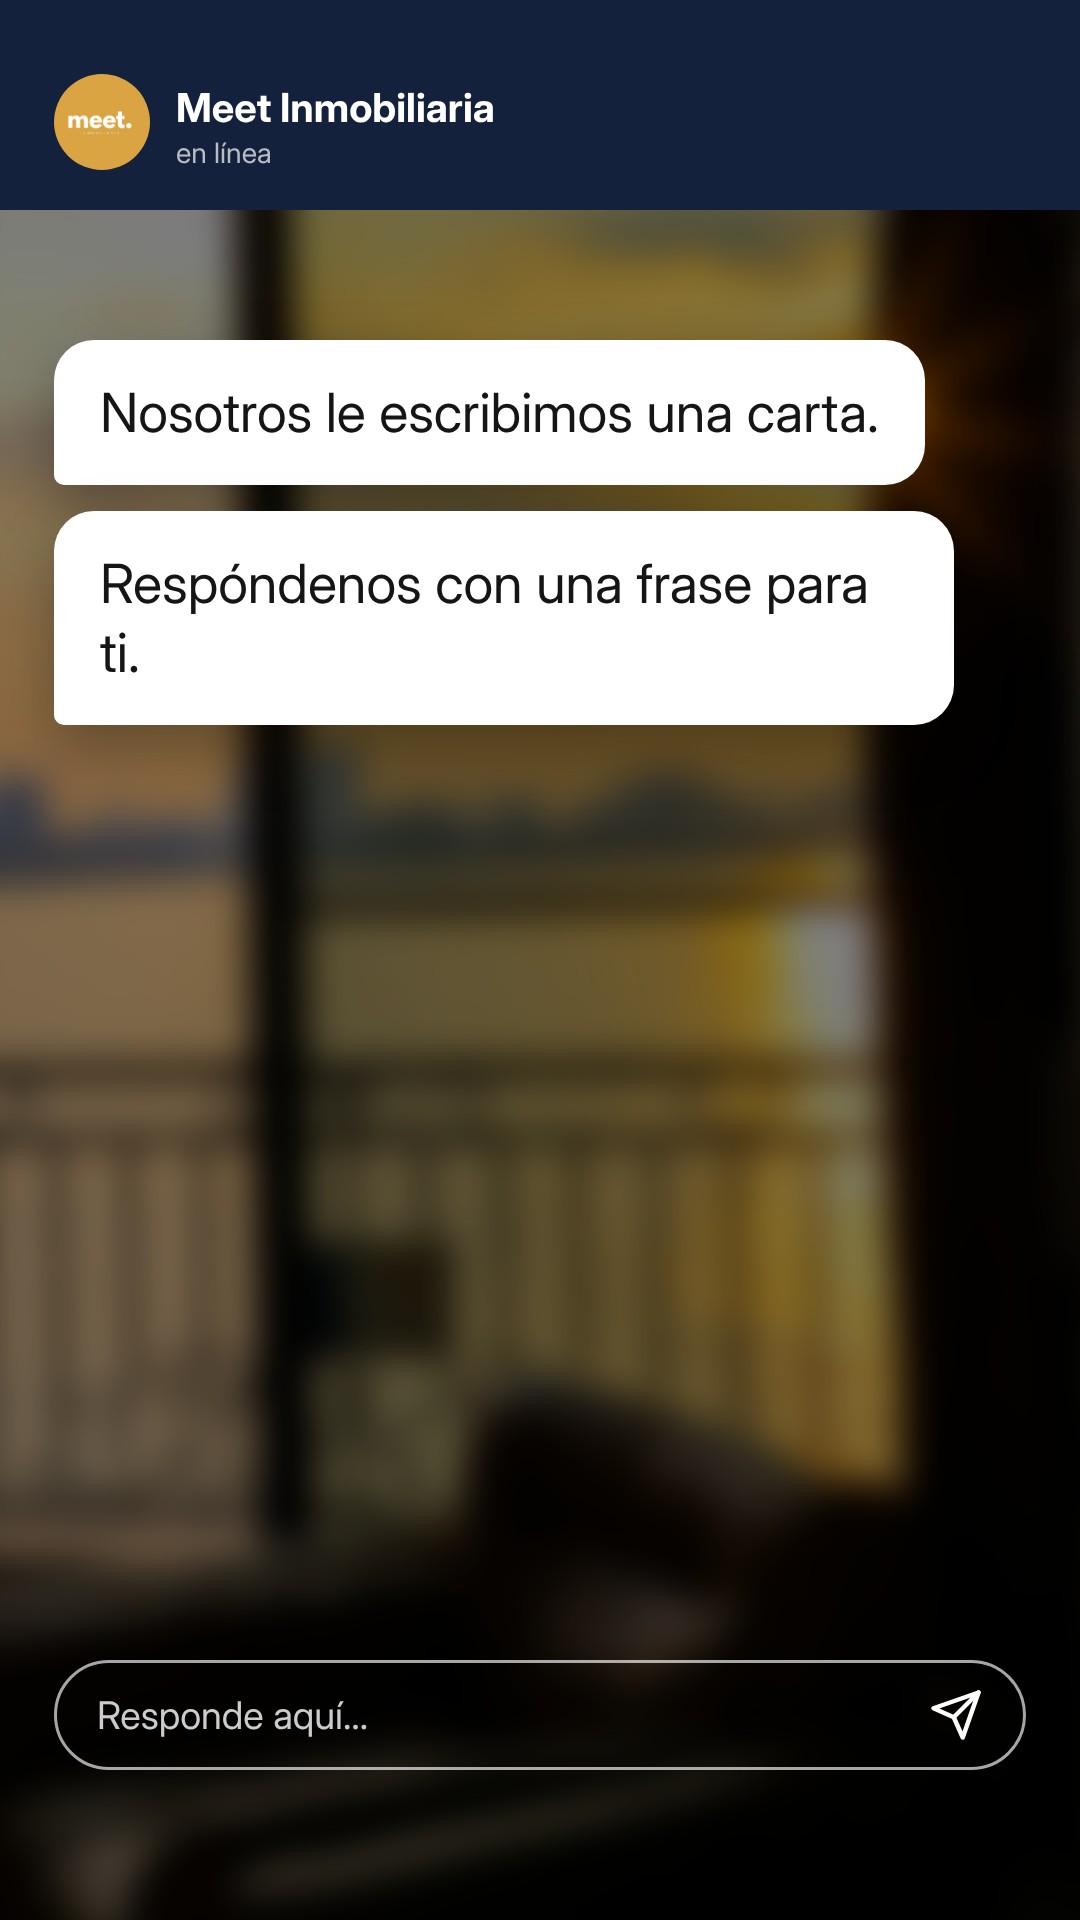 meet.
Meet Inmobiliaria
en línea
Nosotros le escribimos una carta.
Respóndenos con una frase para
ti.
Responde aquí...